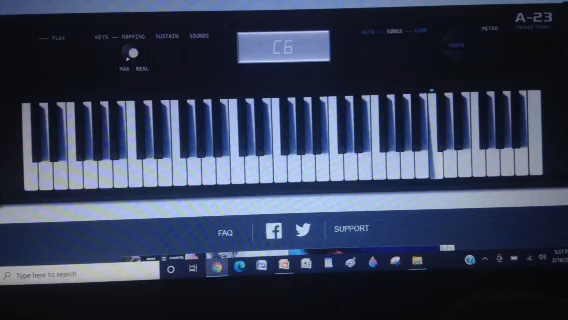 A-23
PLAY
KEYS MAPPING SUSTAIN SOUNDS
MAX REAL
C6
SONGS
METRO
TEMPO
FAQ
SUPPORT
Type here to search